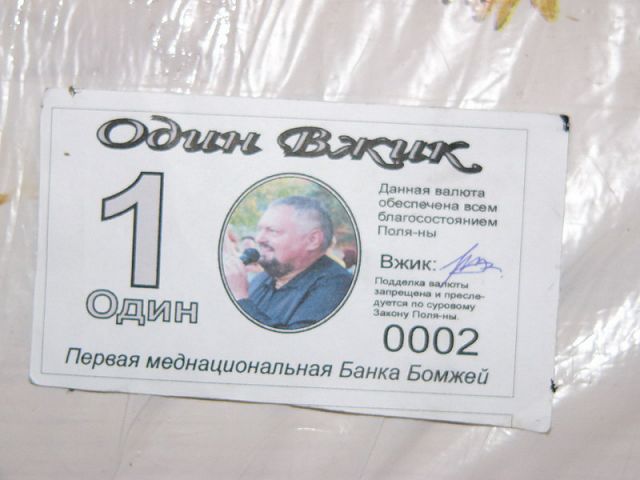 Один Вжик
1
Один
Данная валюта
обеспечена всем
благосостоянием
Поля-ны
Вжик:
Подделка валюты
запрещена и пресле-
дуется по суровому
Закону Поля-ны.
0002
Первая меднациональная Банка Бомжей